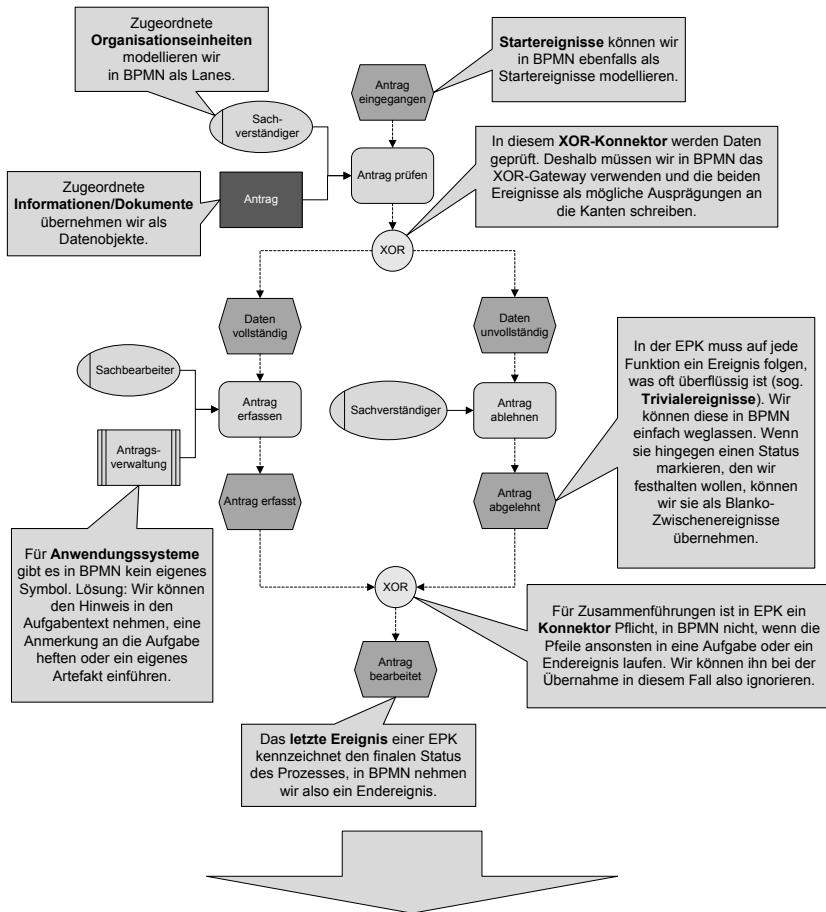 Zugeordnete
Organisationseinheiten
modellieren wir
in BPMN als Lanes.
Startereignisse können wir
in BPMN ebenfalls als
Startereignisse modellieren.
Antrag
eingegangen
Sach-
verständiger
In diesem XOR-Konnektor werden Daten
geprüft. Deshalb müssen wir in BPMN das
XOR-Gateway verwenden und die beiden
Ereignisse als mögliche Ausprägungen an
die Kanten schreiben.
Antrag prüfen
Zugeordnete
Informationen/Dokumente
übernehmen wir als
Datenobjekte.
Antrag
XOR
Daten
vollständig
Daten
unvollständig
In der EPK muss auf jede
Funktion ein Ereignis folgen,
was oft überflüssig ist (sog.
Trivialereignisse). Wir
können diese in BPMN
einfach weglassen. Wenn
sie hingegen einen Status
markieren, den wir
festhalten wollen, können
wir sie als Blanko-
Zwischenereignisse
übernehmen.
Sachbearbeiter
Antrag
erfassen
Sachverständiger
Antrag
ablehnen
Antrags-
verwaltung
Antrag erfasst
Antrag
abgelehnt
Für Anwendungssysteme
gibt es in BPMN kein eigenes
Symbol. Lösung: Wir können
den Hinweis in den
Aufgabentext nehmen, eine
Anmerkung an die Aufgabe
heften oder ein eigenes
Artefakt einführen.
XOR
Für Zusammenführungen ist in EPK ein
Konnektor Pflicht, in BPMN nicht, wenn die
Pfeile ansonsten in eine Aufgabe oder ein
Endereignis laufen. Wir können ihn bei der
Übernahme in diesem Fall also ignorieren.
Antrag
bearbeitet
Das letzte Ereignis einer EPK
kennzeichnet den finalen Status
des Prozesses, in BPMN nehmen
wir also ein Endereignis.